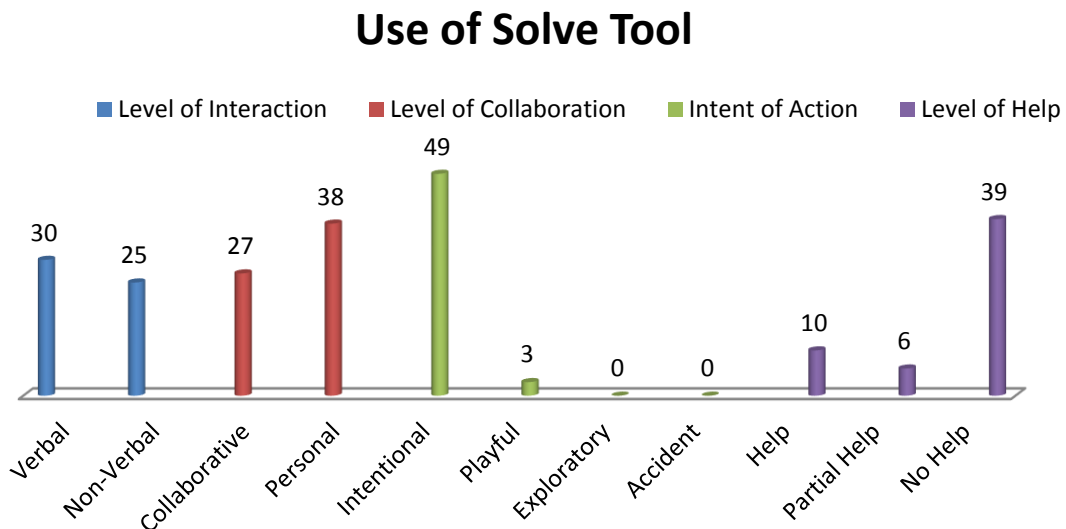 Use of Solve Tool
Level of Interaction Level of Collaboration Intent of Action Level of Help
30
25
27
38
49
3
0
0
10
6
39
Verbal
Non-Verbal
Collaborative
Personal
Intentional
Playful
Exploratory
Accident
Help
Partial Help
No Help